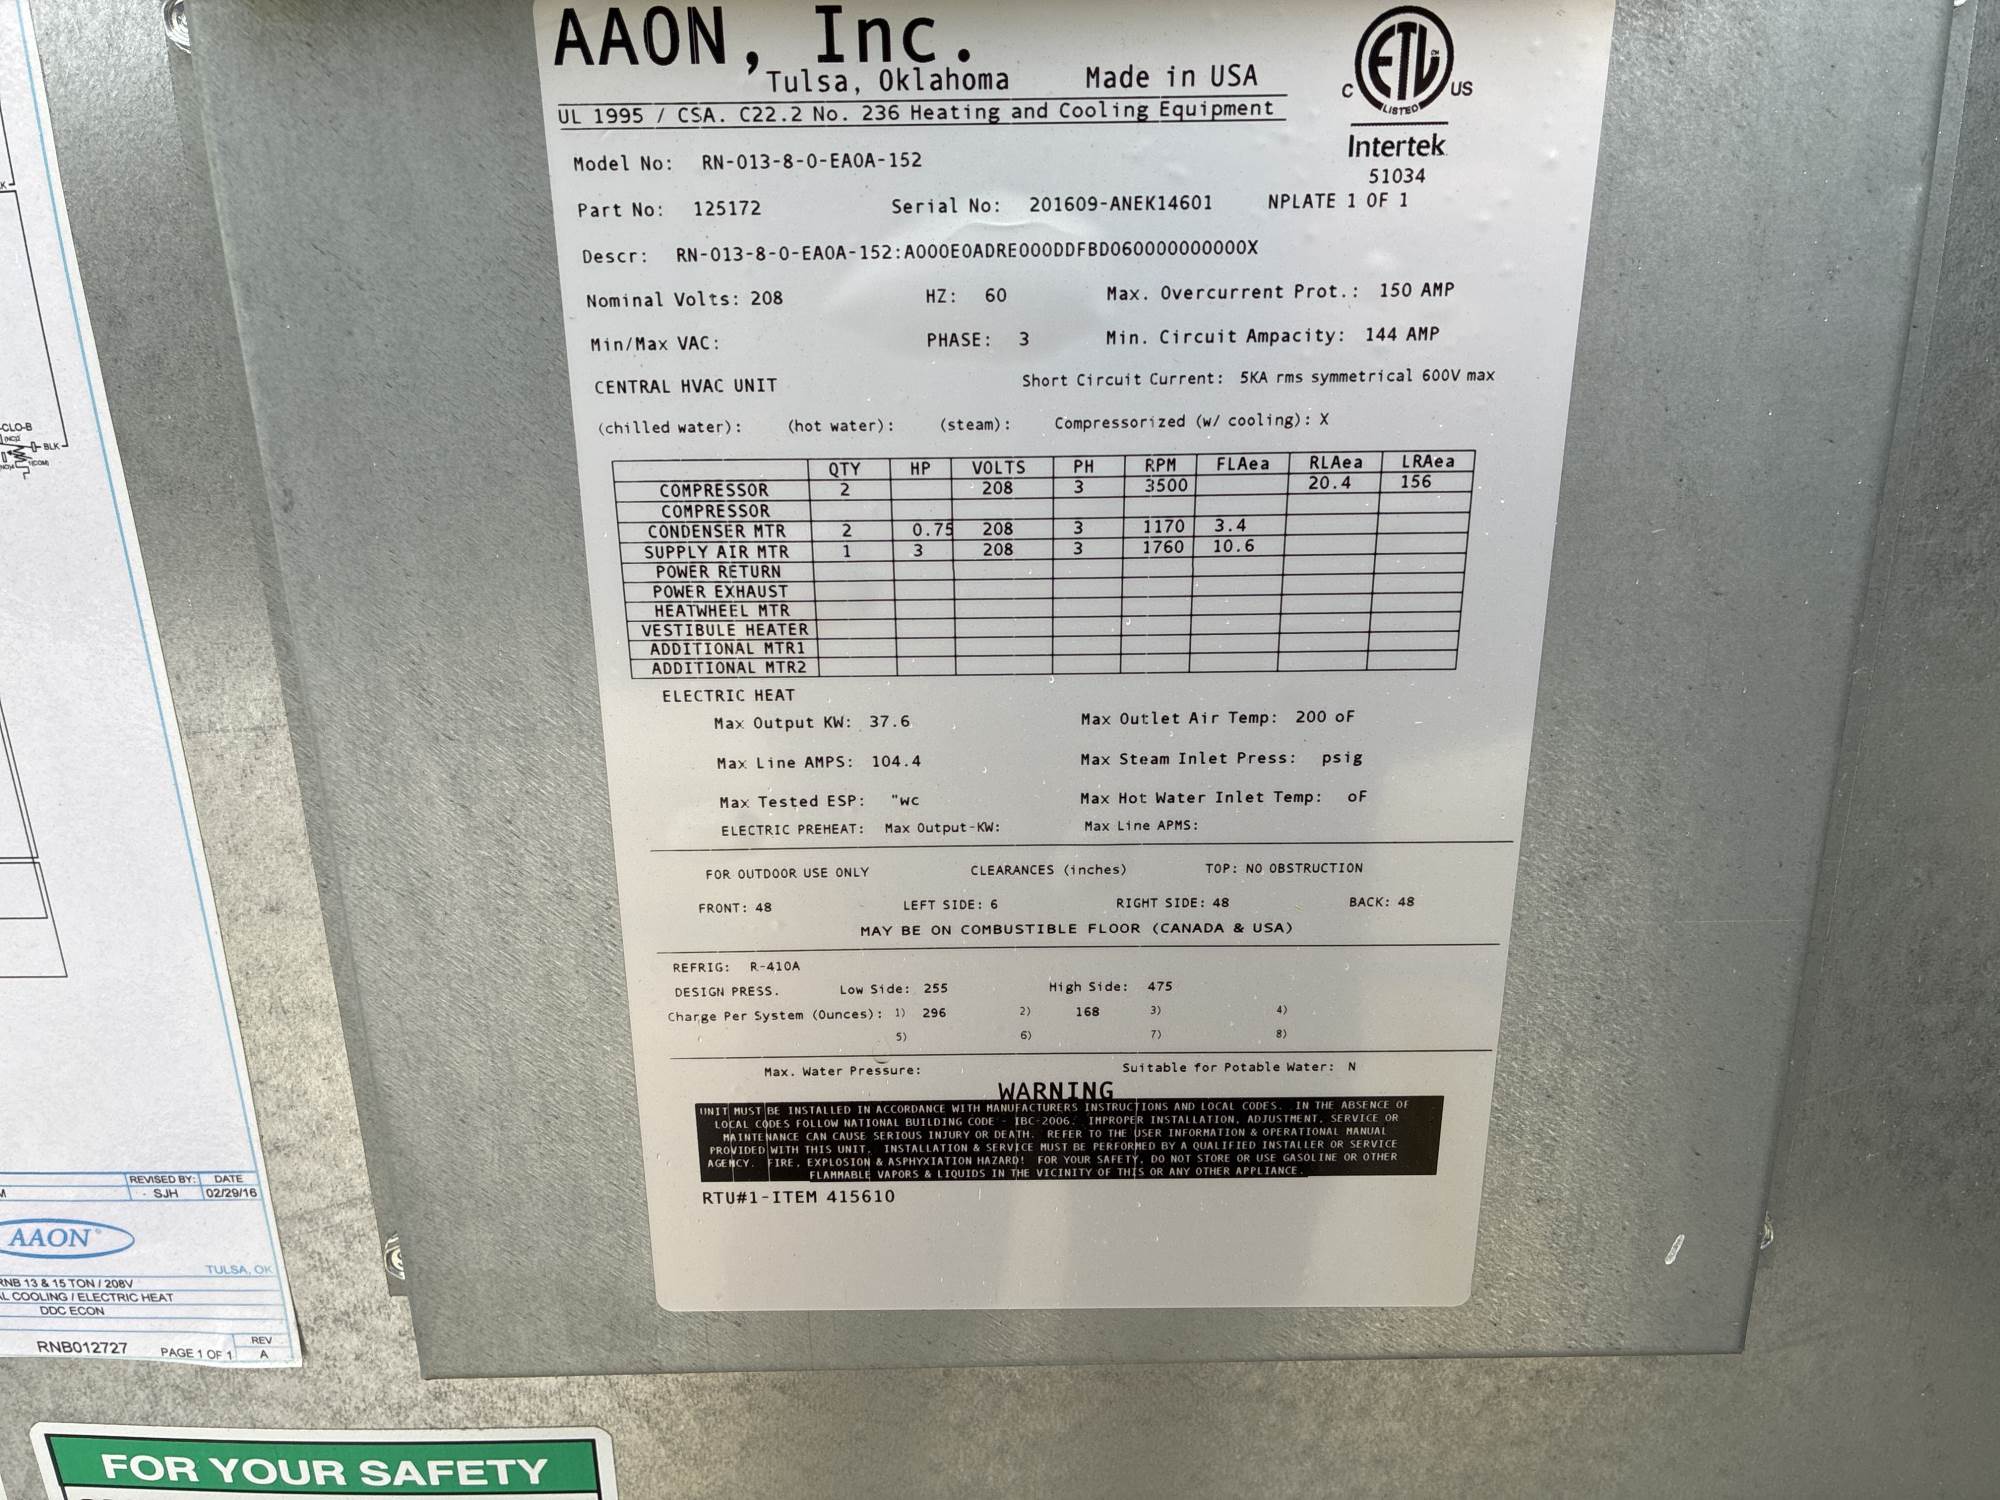 AAON, Inc.
Tulsa, Oklahoma Made in USA
UL 1995 / CSA. C22.2 No. 236 Heating and Cooling Equipment
C ETL CM US
LISTED
Intertek
51034
Model No: RN-013-8-0-EA0A-152
Part No: 125172 Serial No: 201609-ANEK14601 NPLATE 1 OF 1
Descr: RN-013-8-0-EA0A-152:A000E0ADRE000DDFBD060000000000X
Nominal Volts: 208 HZ: 60 Max. Overcurrent Prot.: 150 AMP
Min/Max VAC: PHASE: 3 Min. Circuit Ampacity: 144 AMP
CENTRAL HVAC UNIT Short Circuit Current: 5KA rms symmetrical 600V max
(chilled water): (hot water): (steam): Compressorized (w/ cooling): X
QTY HP VOLTS PH RPM FLAea RLAea LRAea
COMPRESSOR 2 208 3 3500 20.4 156
COMPRESSOR
CONDENSER MTR 2 0.75 208 3 1170 3.4
SUPPLY AIR MTR 1 3 208 3 1760 10.6
POWER RETURN
POWER EXHAUST
HEATWHEEL MTR
VESTIBULE HEATER
ADDITIONAL MTR1
ADDITIONAL MTR2
ELECTRIC HEAT
Max Output KW: 37.6 Max Outlet Air Temp: 200 oF
Max Line AMPS: 104.4 Max Steam Inlet Press: psig
Max Tested ESP: "wc Max Hot Water Inlet Temp: oF
ELECTRIC PREHEAT: Max Output-KW: Max Line APMS:
FOR OUTDOOR USE ONLY CLEARANCES (inches) TOP: NO OBSTRUCTION
FRONT: 48 LEFT SIDE: 6 RIGHT SIDE: 48 BACK: 48
MAY BE ON COMBUSTIBLE FLOOR (CANADA & USA)
REFRIG: R-410A
DESIGN PRESS. Low Side: 255 High Side: 475
Charge Per System (Ounces): 1) 296 2) 168 3) 4)
5) 6) 7) 8)
Max. Water Pressure: Suitable for Potable Water: N
WARNING
UNIT MUST BE INSTALLED IN ACCORDANCE WITH MANUFACTURERS INSTRUCTIONS AND LOCAL CODES. IN THE ABSENCE OF
LOCAL CODES FOLLOW NATIONAL BUILDING CODE - IBC-2006. IMPROPER INSTALLATION, ADJUSTMENT, SERVICE OR
MAINTENANCE CAN CAUSE SERIOUS INJURY OR DEATH. REFER TO THE USER INFORMATION & OPERATIONAL MANUAL
PROVIDED WITH THIS UNIT. INSTALLATION & SERVICE MUST BE PERFORMED BY A QUALIFIED INSTALLER OR SERVICE
AGENCY. FIRE, EXPLOSION & ASPHYXIATION HAZARD! FOR YOUR SAFETY, DO NOT STORE OR USE GASOLINE OR OTHER
FLAMMABLE VAPORS & LIQUIDS IN THE VICINITY OF THIS OR ANY OTHER APPLIANCE.
RTU#1-ITEM 415610
CLO-B
BLK
REVISED BY: DATE
SJH 02/29/16
AAON®
TULSA, OK
RNB 13 & 15 TON / 208V
COOLING / ELECTRIC HEAT
DDC ECON
RNB012727 PAGE 1 OF 1 REV A
FOR YOUR SAFETY